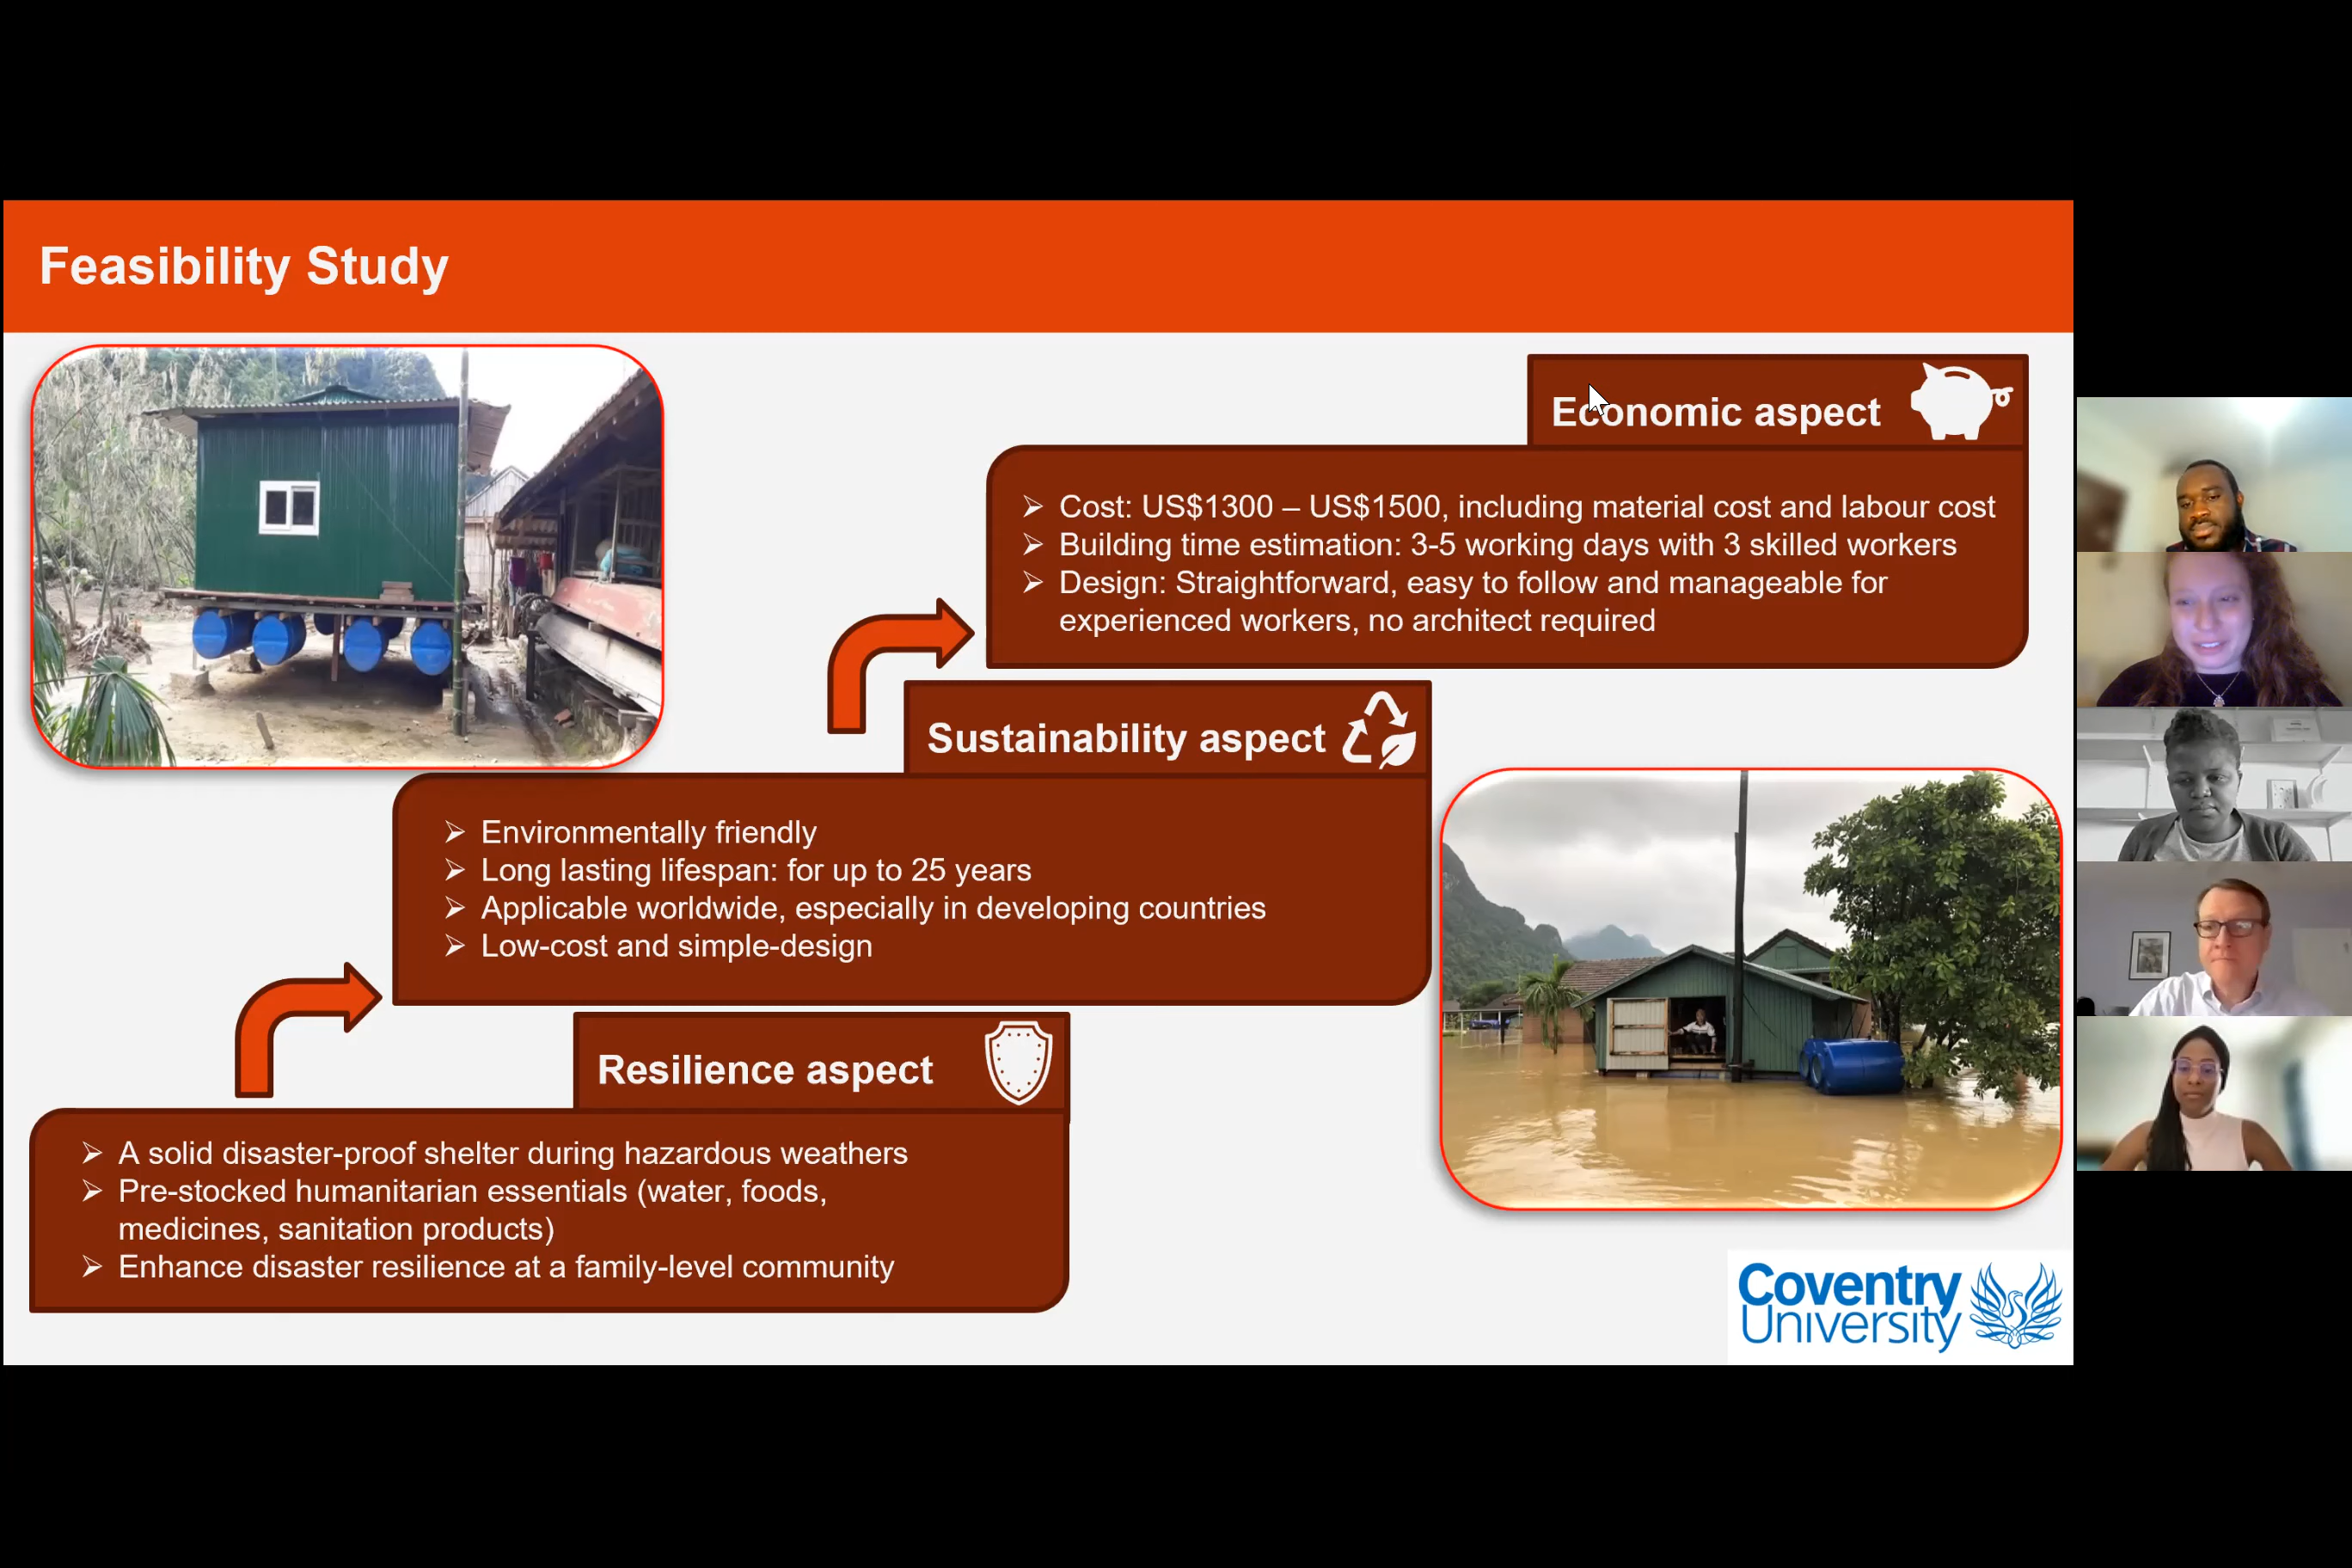 Feasibility Study
Economic aspect
➢ Cost: US$1300 – US$1500, including material cost and labour cost
➢ Building time estimation: 3-5 working days with 3 skilled workers
➢ Design: Straightforward, easy to follow and manageable for
experienced workers, no architect required
Sustainability aspect
➢ Environmentally friendly
➢ Long lasting lifespan: for up to 25 years
➢ Applicable worldwide, especially in developing countries
➢ Low-cost and simple-design
Resilience aspect
➢ A solid disaster-proof shelter during hazardous weathers
➢ Pre-stocked humanitarian essentials (water, foods,
medicines, sanitation products)
➢ Enhance disaster resilience at a family-level community
Coventry
University